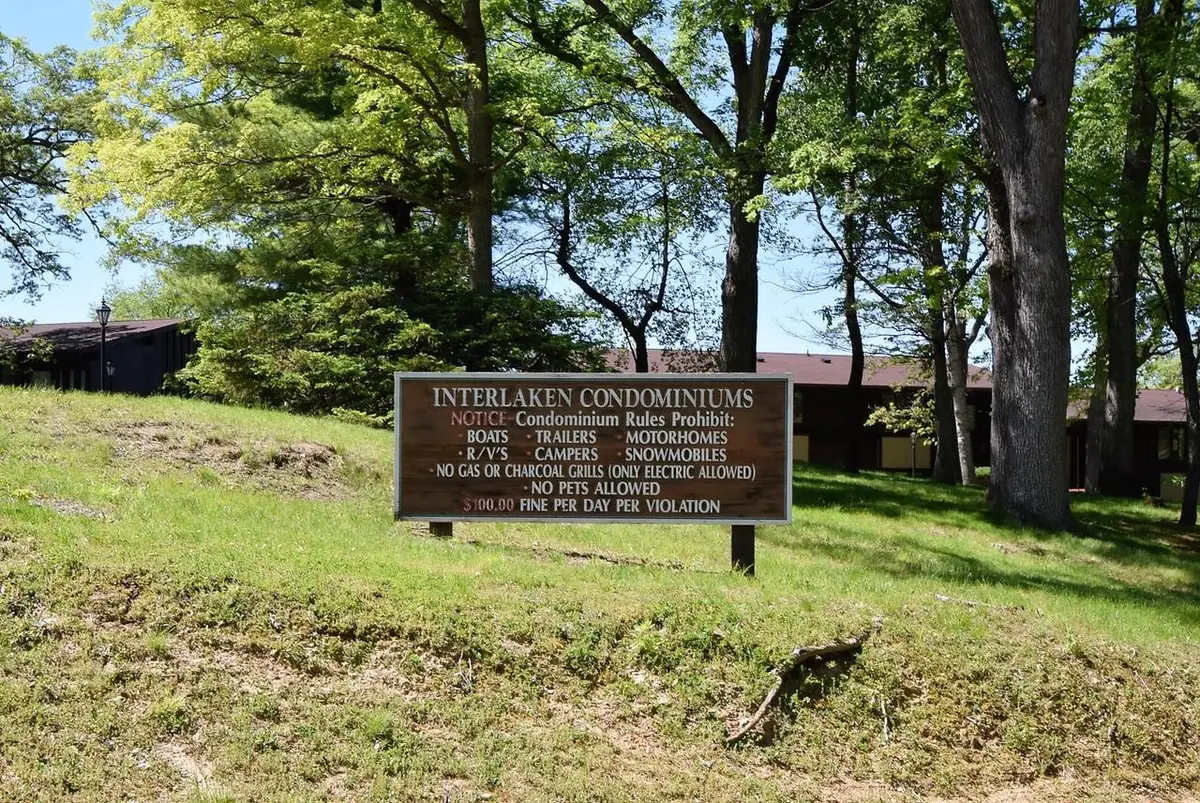 INTERLAKEN CONDOMINIUMS
NOTICE-Condominium Rules Prohibit:
· BOATS · TRAILERS · MOTORHOMES
· R/V'S · CAMPERS · SNOWMOBILES
· NO GAS OR CHARCOAL GRILLS (ONLY ELECTRIC ALLOWED)
· NO PETS ALLOWED
$100.00 FINE PER DAY PER VIOLATION